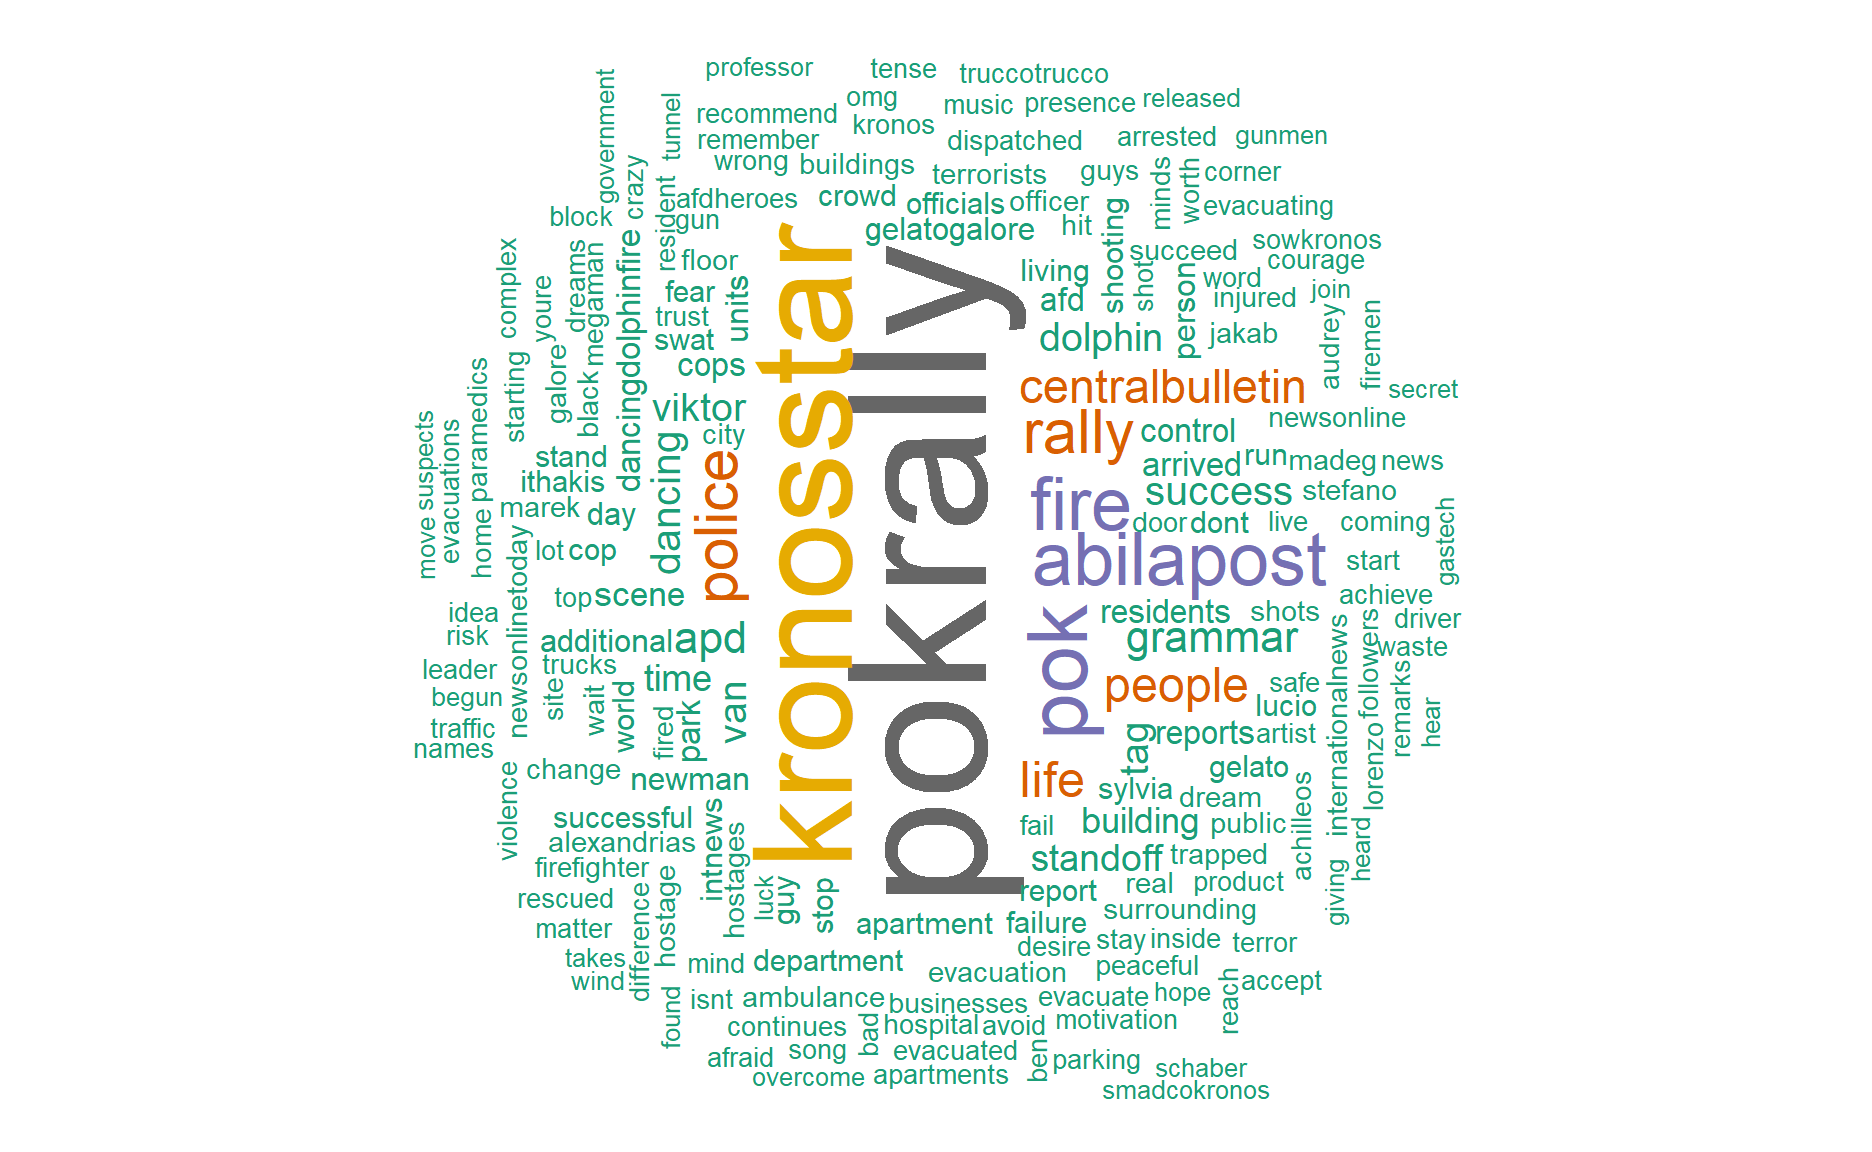 professor
tense
truccotrucco
government
tunnel
recommend
omg
music
presence
released
remember
kronos
dispatched
arrested
gunmen
crazy
wrong
buildings
terrorists
guys
minds
worth
corner
resident
afdheroes
crowd
officials
officer
evacuating
block
gun
gelatogalore
hit
shooting
succeed
sowkronos
complex
youre
dreams
megaman
dancingdolphinfire
floor
kronosstar
pokrally
living
shot
person
word
courage
fear
units
afd
injured
join
trust
swat
dolphin
jakab
audrey
firemen
cops
centralbulletin
secret
paramedics
starting
galore
black
viktor
rally
control
newsonline
suspects
evacuations
city
stand
dancing
police
arrived
run
madeg
news
ithakis
fire
success
stefano
marek
day
door
dont
live
coming
gastech
move
home
newsonlinetoday
lot
cop
abilapost
start
top
scene
achieve
idea
pok
residents
shots
driver
risk
additional
apd
grammar
internationalnews
followers
waste
leader
trucks
time
people
safe
remarks
begun
site
wait
world
fired
park
van
lucio
hear
traffic
names
tag
reports
artist
change
newman
life
gelato
lorenzo
violence
sylvia
dream
achilleos
successful
intnews
hostages
fail
building
public
heard
alexandrias
firefighter
standoff
trapped
rescued
difference
hostage
luck
guy
stop
report
real
product
giving
matter
apartment
failure
surrounding
takes
mind
department
desire
stay
inside
terror
wind
evacuation
peaceful
reach
accept
found
isnt
ambulance
businesses
evacuate
hope
continues
bad
hospital
avoid
motivation
afraid
song
evacuated
ben
parking
overcome
apartments
schaber
smadcokronos